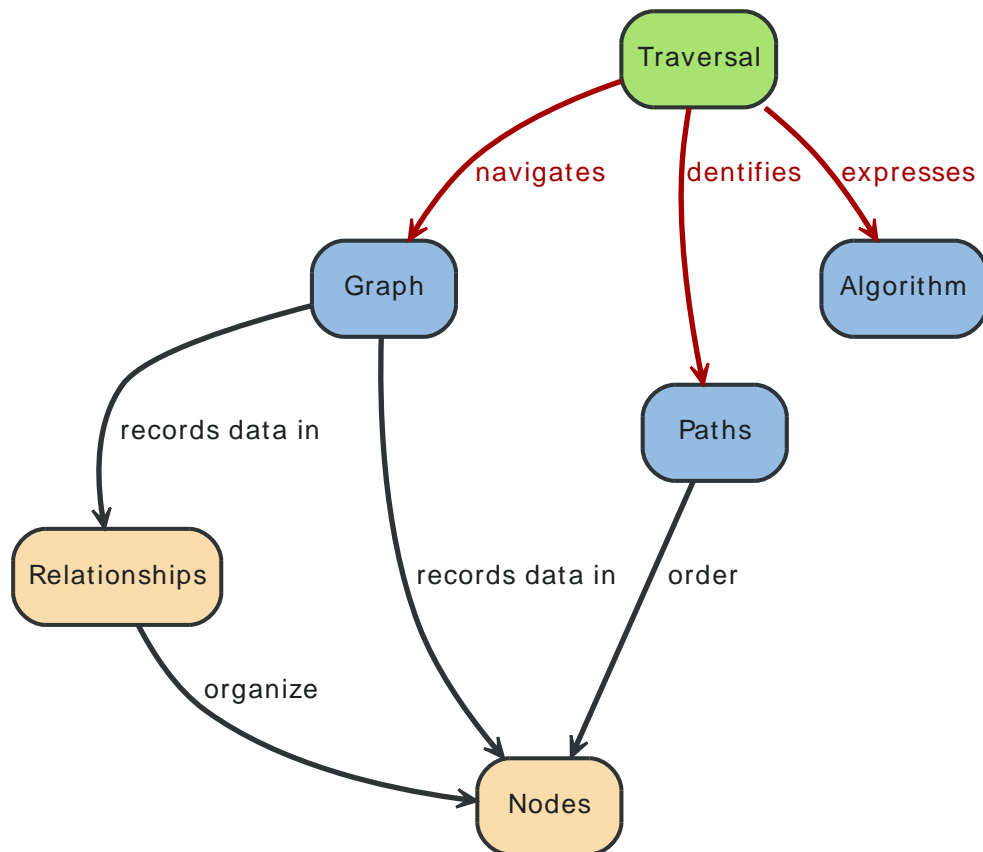 Traversal
navigates
dentifies
expresses
Graph
Algorithm
Paths
records data in
Relationships
records data in
order
organize
Nodes